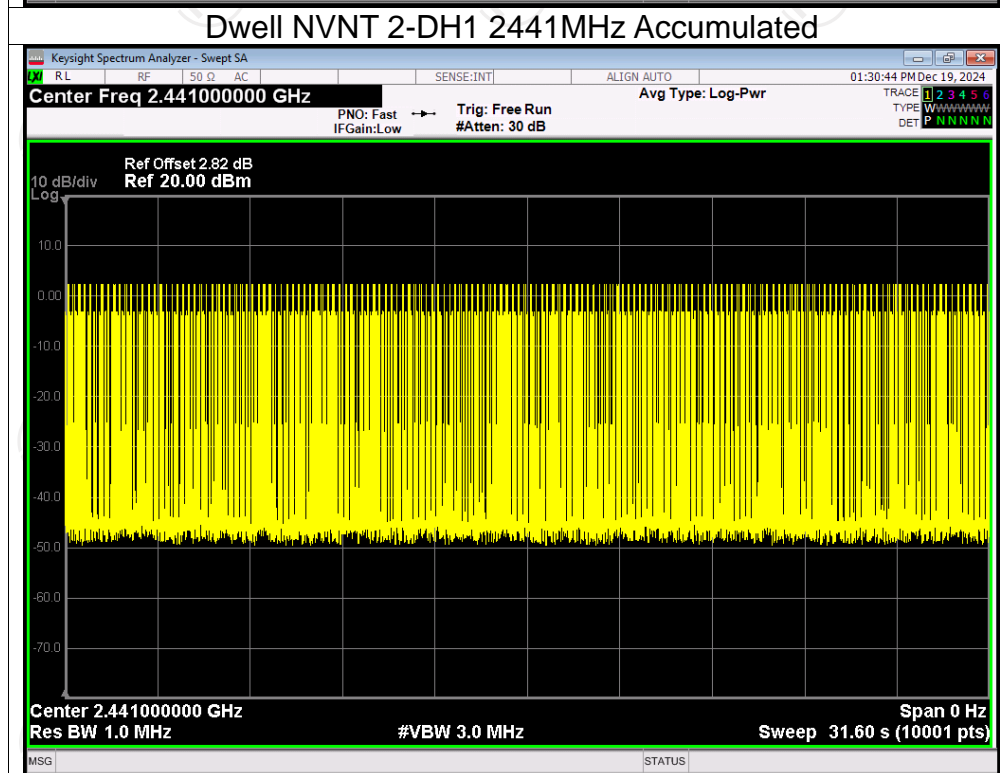 Dwell NVNT 2-DH1 2441MHz Accumulated
Keysight Spectrum Analyzer - Swept SA
LXI RL RF 50 Ω AC SENSE:INT ALIGN AUTO 01:30:44 PM Dec 19, 2024
Center Freq 2.441000000 GHz Avg Type: Log-Pwr TRACE 1 2 3 4 5 6
PNO: Fast Trig: Free Run TYPE WWWWWW
IFGain:Low #Atten: 30 dB DET P N N N N N
Ref Offset 2.82 dB
10 dB/div Ref 20.00 dBm
Log
10.0
0.00
-10.0
-20.0
-30.0
-40.0
-50.0
-60.0
-70.0
Center 2.441000000 GHz Span 0 Hz
Res BW 1.0 MHz #VBW 3.0 MHz Sweep 31.60 s (10001 pts)
MSG STATUS